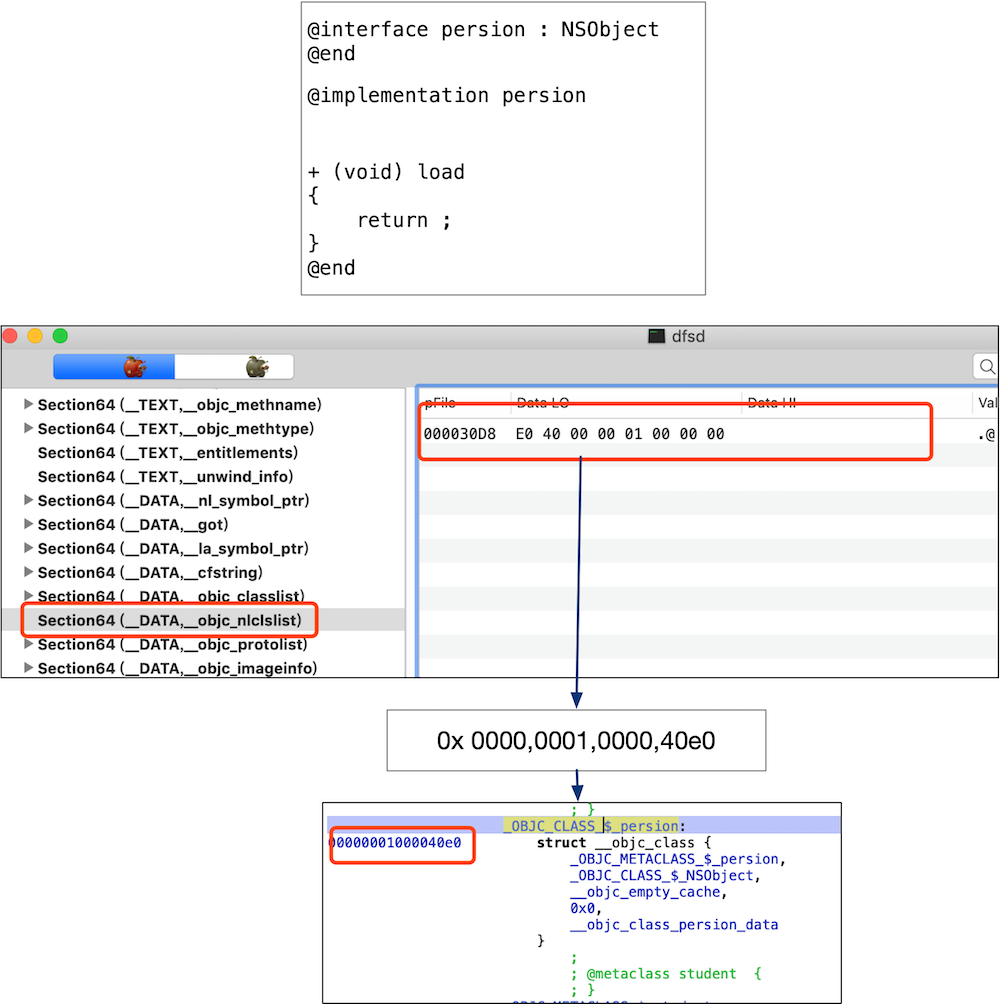 @interface persion : NSObject
@end
@implementation persion
+ (void) load
{
    return ;
}
@end
dfsd
Section64 (__TEXT,__objc_methname)
Section64 (__TEXT,__objc_methtype)
Section64 (__TEXT,__entitlements)
Section64 (__TEXT,__unwind_info)
Section64 (__DATA,__nl_symbol_ptr)
Section64 (__DATA,__got)
Section64 (__DATA,__la_symbol_ptr)
Section64 (__DATA,__cfstring)
Section64 (__DATA,__objc_classlist)
Section64 (__DATA,__objc_nlclslist)
Section64 (__DATA,__objc_protolist)
Section64 (__DATA,__objc_imageinfo)
pFile Data LO Data HI Val
000030D8 E0 40 00 00 01 00 00 00 .@
0x 0000,0001,0000,40e0
; }
_OBJC_CLASS_$_persion:
00000001000040e0 struct __objc_class {
_OBJC_METACLASS_$_persion,
_OBJC_CLASS_$_NSObject,
__objc_empty_cache,
0x0,
__objc_class_persion_data
}
;
; @metaclass student {
; }